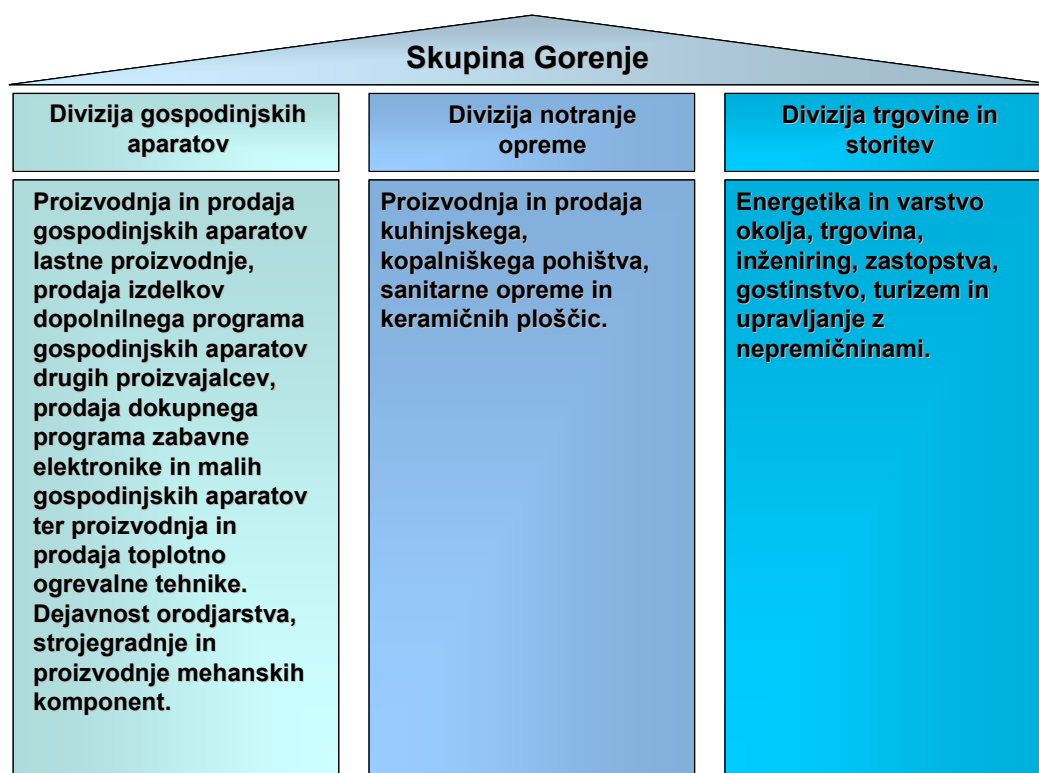 Skupina Gorenje
Divizija gospodinjskih
aparatov
Proizvodnja in prodaja
gospodinjskih aparatov
lastne proizvodnje,
prodaja izdelkov
dopolnilnega programa
gospodinjskih aparatov
drugih proizvajalcev,
prodaja dokupnega
programa zabavne
elektronike in malih
gospodinjskih aparatov
ter proizvodnja in
prodaja toplotno
ogrevalne tehnike.
Dejavnost orodjarstva,
strojegradnje in
proizvodnje mehanskih
komponent.
Divizija notranje
opreme
Proizvodnja in prodaja
kuhinjskega,
kopalniškega pohištva,
sanitarne opreme in
keramičnih ploščic.
Divizija trgovine in
storitev
Energetika in varstvo
okolja, trgovina,
inženiring, zastopstva,
gostinstvo, turizem in
upravljanje z
nepremičninami.